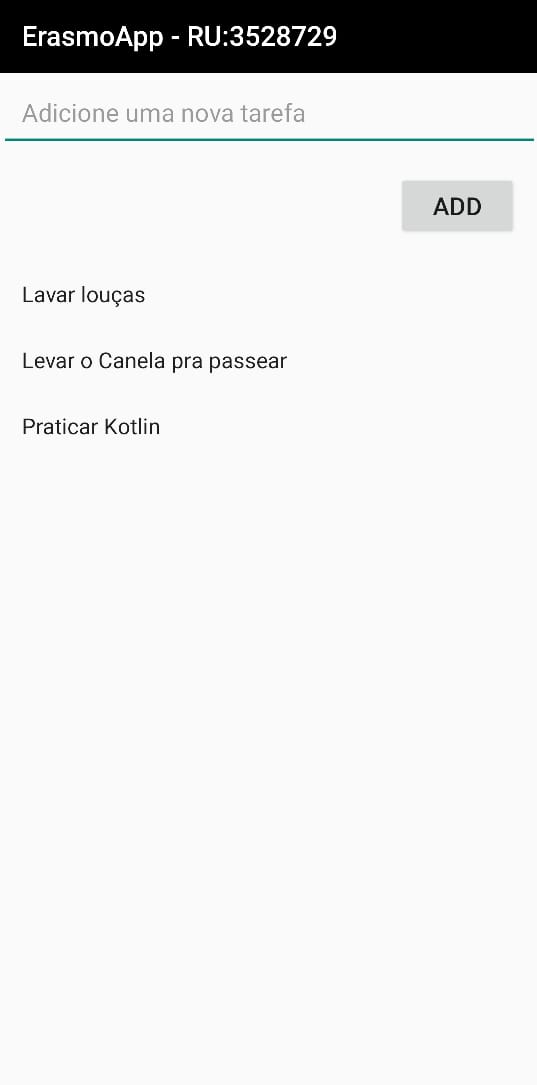 ErasmoApp - RU:3528729
Adicione uma nova tarefa
ADD
Lavar louças
Levar o Canela pra passear
Praticar Kotlin